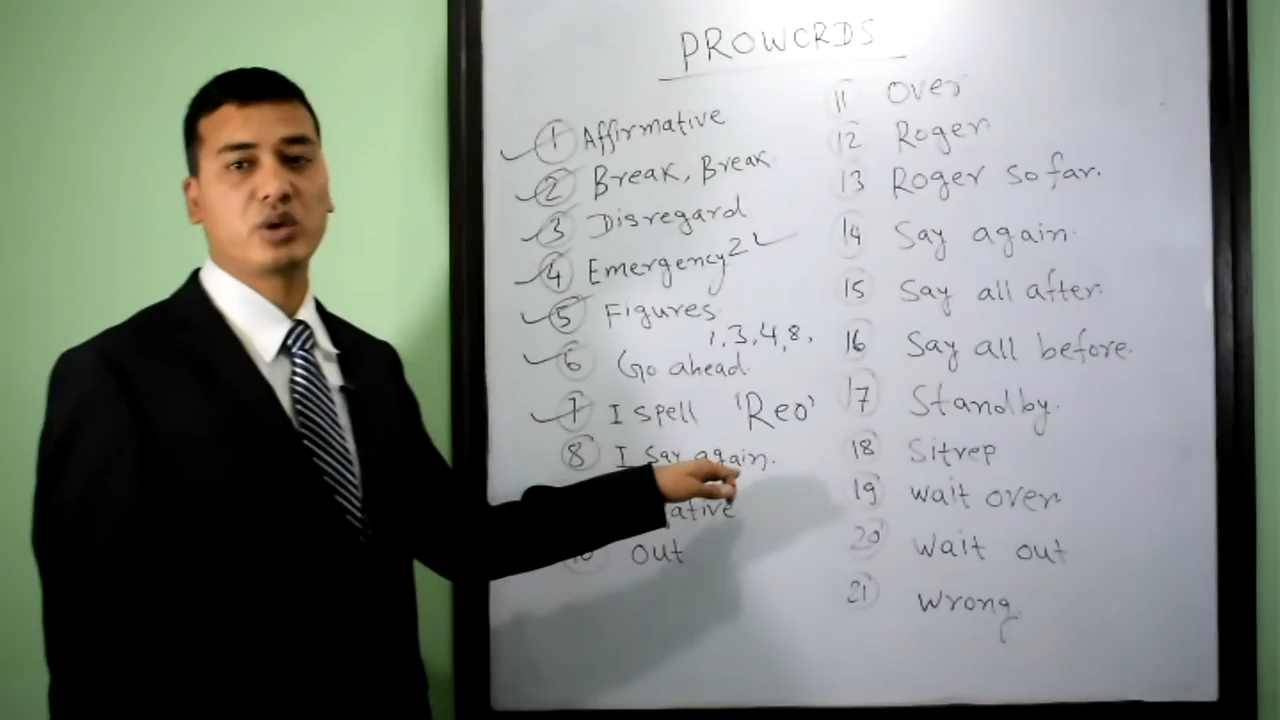 PROWORDS
1 Affirmative
2 Break, Break
3 Disregard
4 Emergency 2
5 Figures
1, 3, 4, 8,
6 Go ahead.
7 I spell 'Reo'
8 I Say again.
ative
10 out
11 Over
12 Roger
13 Roger so far.
14 Say again.
15 Say all after.
16 Say all before.
17 Standby.
18 Sitrep
19 wait over
20 wait out
21 wrong.